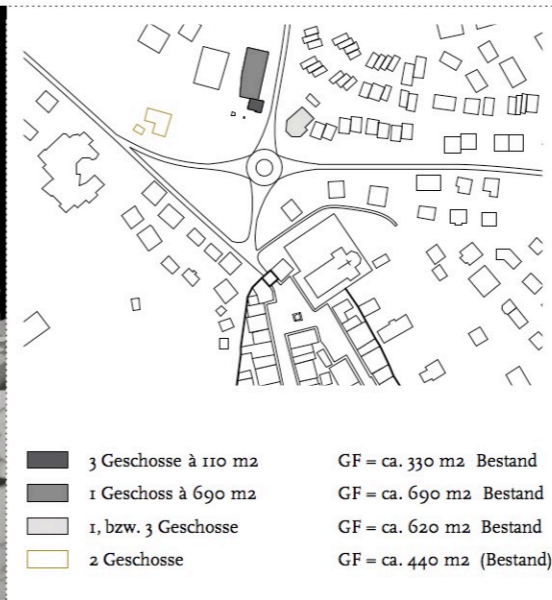 3 Geschosse à 110 m2 GF = ca. 330 m2 Bestand
1 Geschoss à 690 m2 GF = ca. 690 m2 Bestand
1, bzw. 3 Geschosse GF = ca. 620 m2 Bestand
2 Geschosse GF = ca. 440 m2 (Bestand)